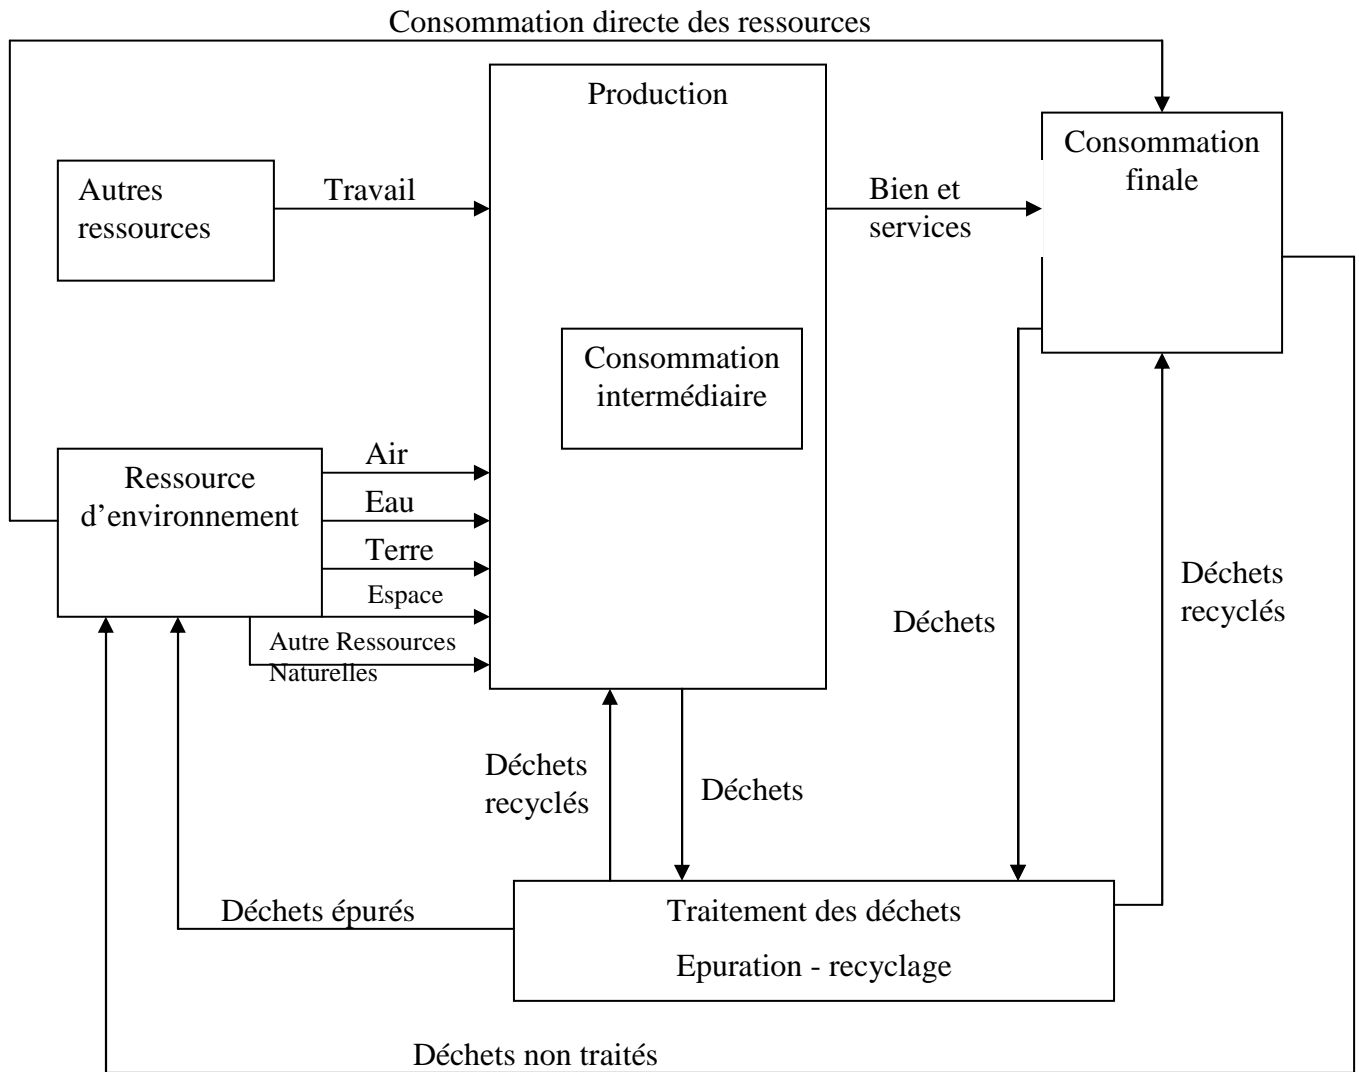 Consommation directe des ressources
Production
Consommation
finale
Autres
ressources
Travail
Bien et
services
Consommation
intermédiaire
Ressource
d’environnement
Air
Eau
Terre
Espace
Autre Ressources
Naturelles
Déchets
Déchets
recyclés
Déchets
recyclés
Déchets
Déchets épurés
Traitement des déchets
Epuration - recyclage
Déchets non traités